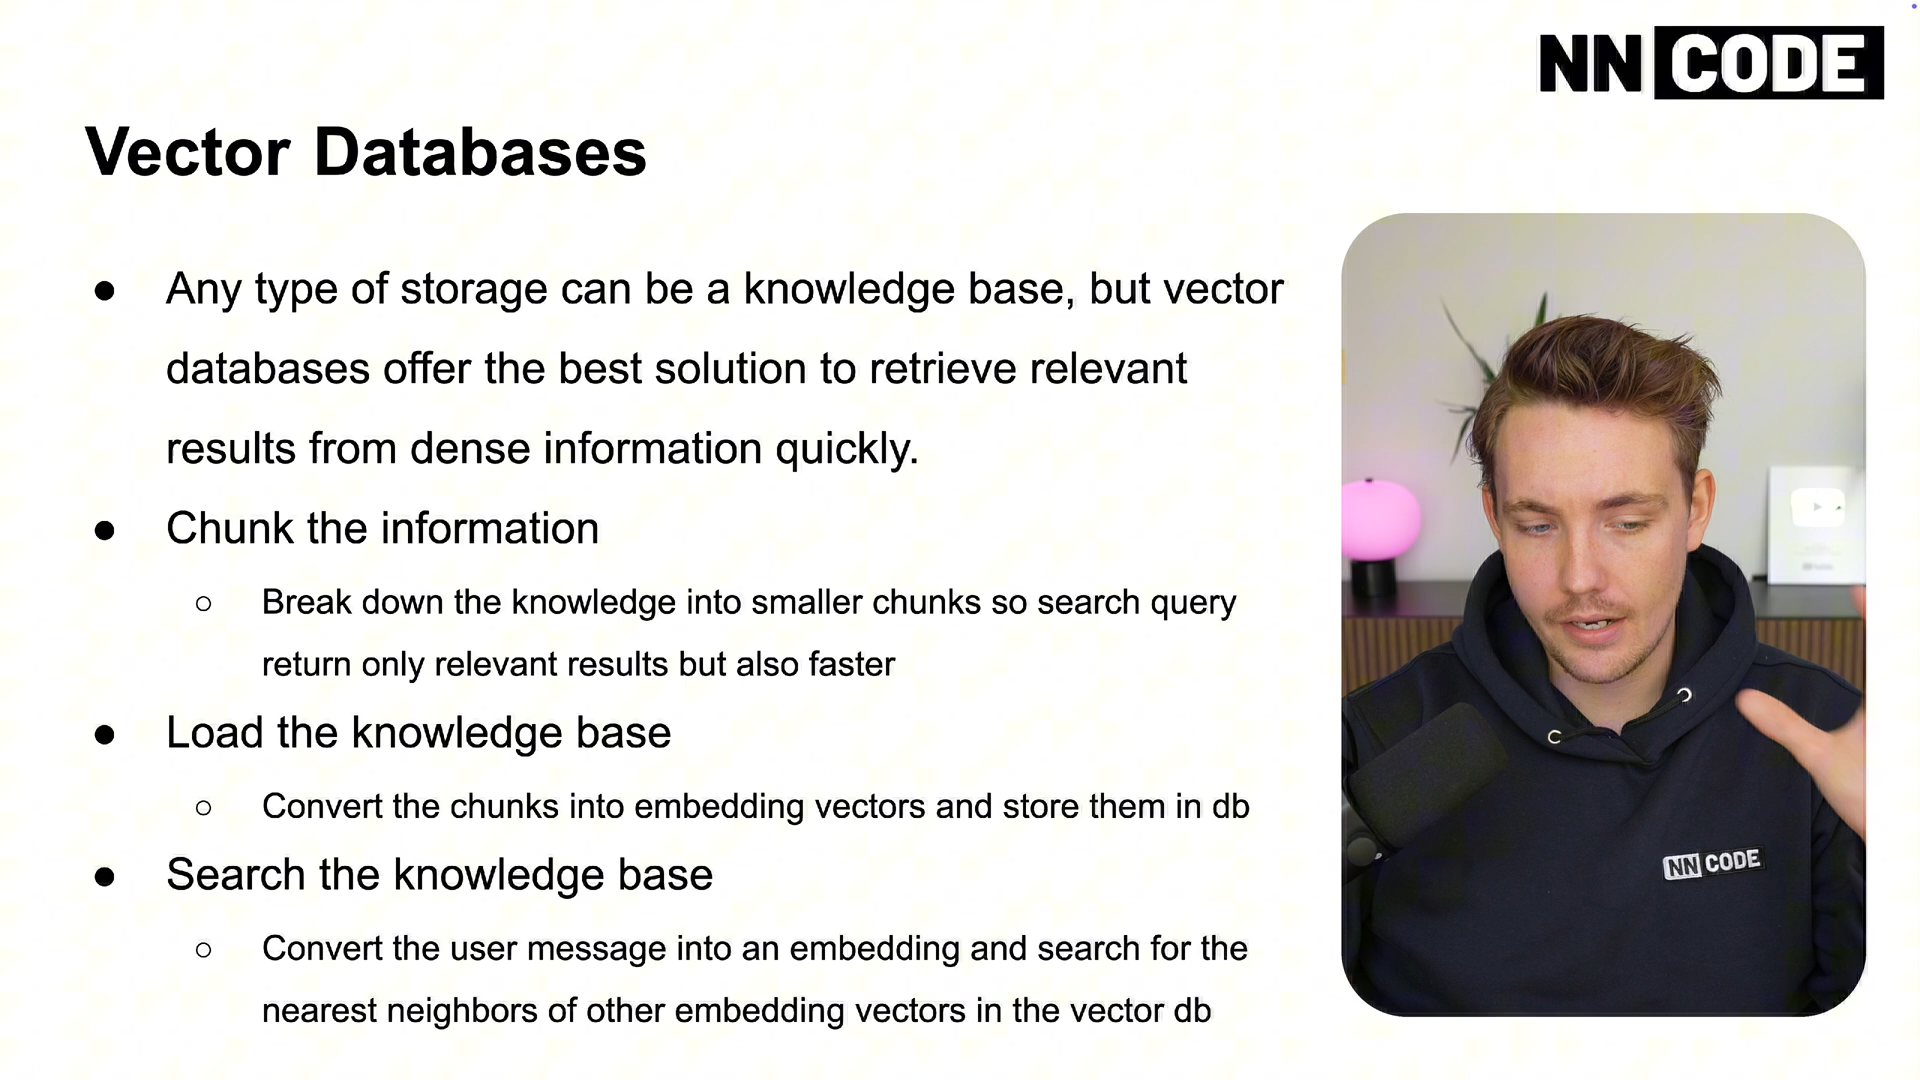 NN CODE
Vector Databases
● Any type of storage can be a knowledge base, but vector
databases offer the best solution to retrieve relevant
results from dense information quickly.
● Chunk the information
○ Break down the knowledge into smaller chunks so search query
return only relevant results but also faster
● Load the knowledge base
○ Convert the chunks into embedding vectors and store them in db
● Search the knowledge base
○ Convert the user message into an embedding and search for the
nearest neighbors of other embedding vectors in the vector db
NN CODE